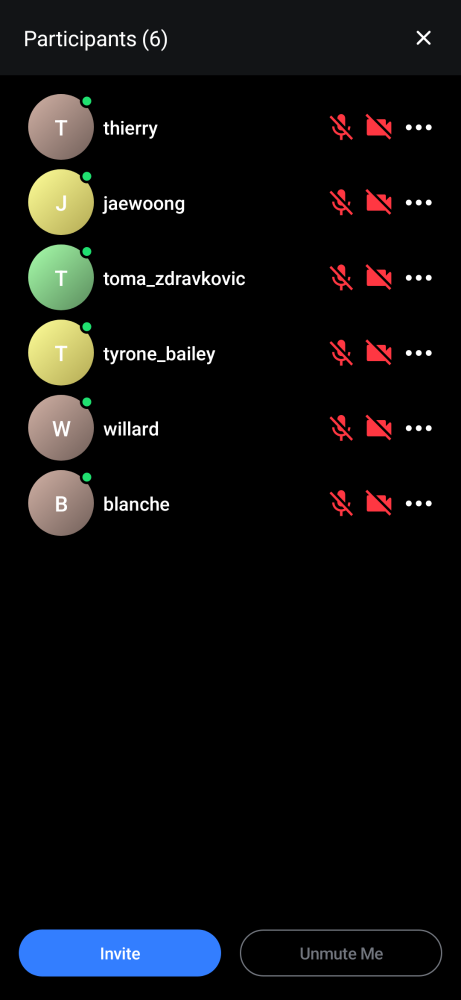 Participants (6)
T thierry
J jaewoong
T toma_zdravkovic
T tyrone_bailey
W willard
B blanche
Invite Unmute Me